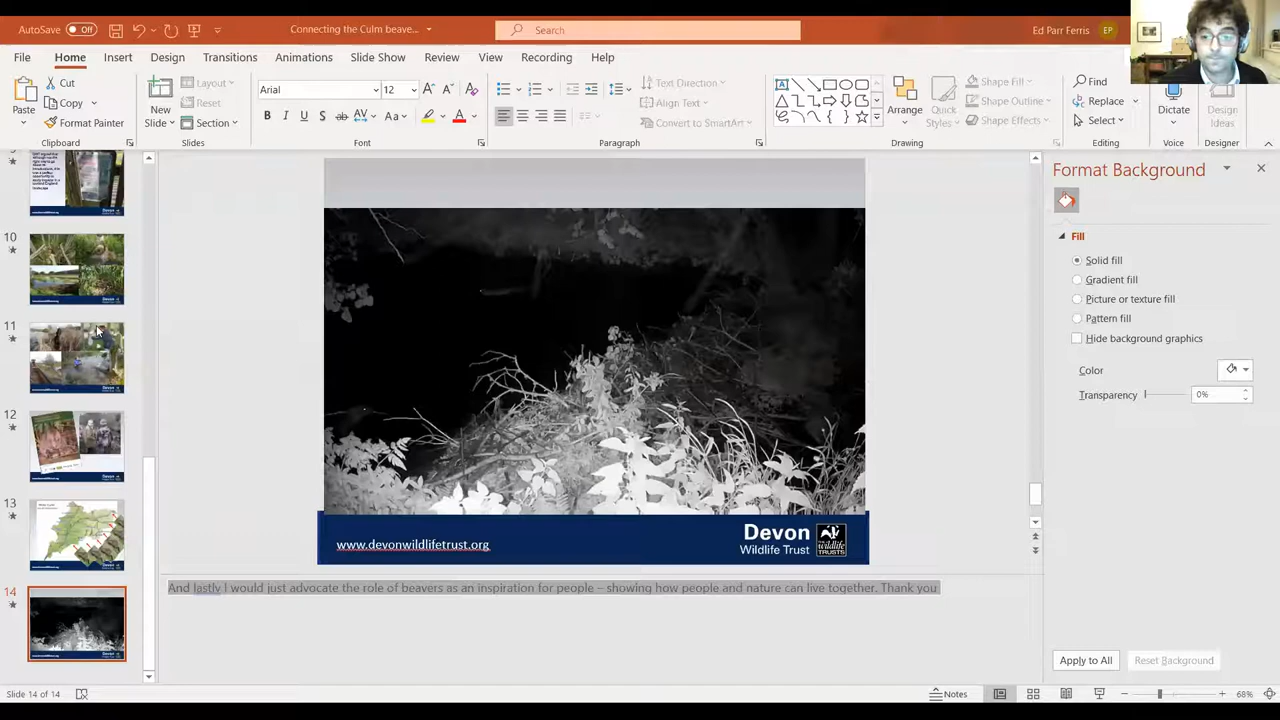 AutoSave Off Connecting the Culm beave... Search Ed Parr Ferris EP
File Home Insert Design Transitions Animations Slide Show Review View Recording Help
Paste Cut Copy Format Painter
Clipboard
New Slide Layout Reset Section
Slides
Arial 12
Font
Text Direction Align Text Convert to SmartArt
Paragraph
Arrange Quick Styles Shape Fill Shape Outline Shape Effects
Drawing
Find Replace Select
Editing
Dictate
Voice
Design Ideas
Designer
10
11
12
13
14
www.devonwildlifetrust.org
Devon
Wildlife Trust
And lastly I would just advocate the role of beavers as an inspiration for people – showing how people and nature can live together. Thank you
Format Background
Fill
Solid fill
Gradient fill
Picture or texture fill
Pattern fill
Hide background graphics
Color
Transparency 0%
Apply to All Reset Background
Slide 14 of 14 Notes 68%